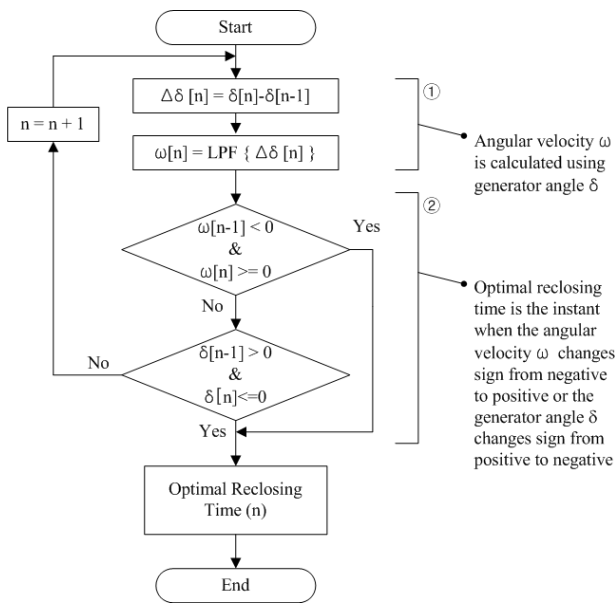 Start
Δδ [n] = δ[n]-δ[n-1]
n = n + 1
ω[n] = LPF { Δδ [n] }
①
Angular velocity ω
is calculated using
generator angle δ
ω[n-1] < 0
&
ω[n] >= 0
Yes
No
②
Optimal reclosing
time is the instant
when the angular
velocity ω changes
sign from negative
to positive or the
generator angle δ
changes sign from
positive to negative
δ[n-1] > 0
&
δ[n]<=0
No
Yes
Optimal Reclosing
Time (n)
End